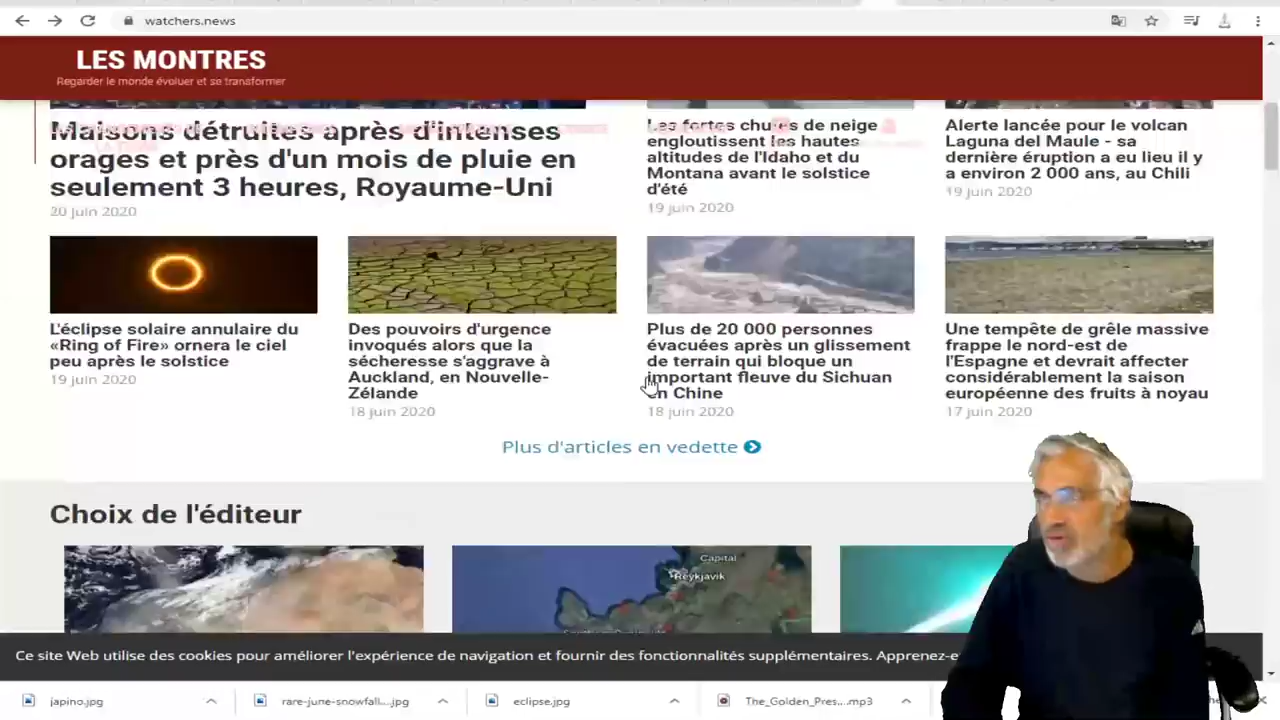 watchers.news
LES MONTRES
Regarder le monde évoluer et se transformer
Maisons détruites après d'intenses
orages et près d'un mois de pluie en
seulement 3 heures, Royaume-Uni
20 juin 2020
Les fortes chutes de neige
engloutissent les hautes
altitudes de l'Idaho et du
Montana avant le solstice
d'été
19 juin 2020
Alerte lancée pour le volcan
Laguna del Maule - sa
dernière éruption a eu lieu il y
a environ 2 000 ans, au Chili
19 juin 2020
L'éclipse solaire annulaire du
«Ring of Fire» ornera le ciel
peu après le solstice
19 juin 2020
Des pouvoirs d'urgence
invoqués alors que la
sécheresse s'aggrave à
Auckland, en Nouvelle-
Zélande
18 juin 2020
Plus de 20 000 personnes
évacuées après un glissement
de terrain qui bloque un
important fleuve du Sichuan
en Chine
18 juin 2020
Une tempête de grêle massive
frappe le nord-est de
l'Espagne et devrait affecter
considérablement la saison
européenne des fruits à noyau
17 juin 2020
Plus d'articles en vedette
Choix de l'éditeur
Capital
Reykjavik
Ce site Web utilise des cookies pour améliorer l'expérience de navigation et fournir des fonctionnalités supplémentaires. Apprenez-e
japino.jpg
rare-june-snowfall....jpg
eclipse.jpg
The_Golden_Pres....mp3